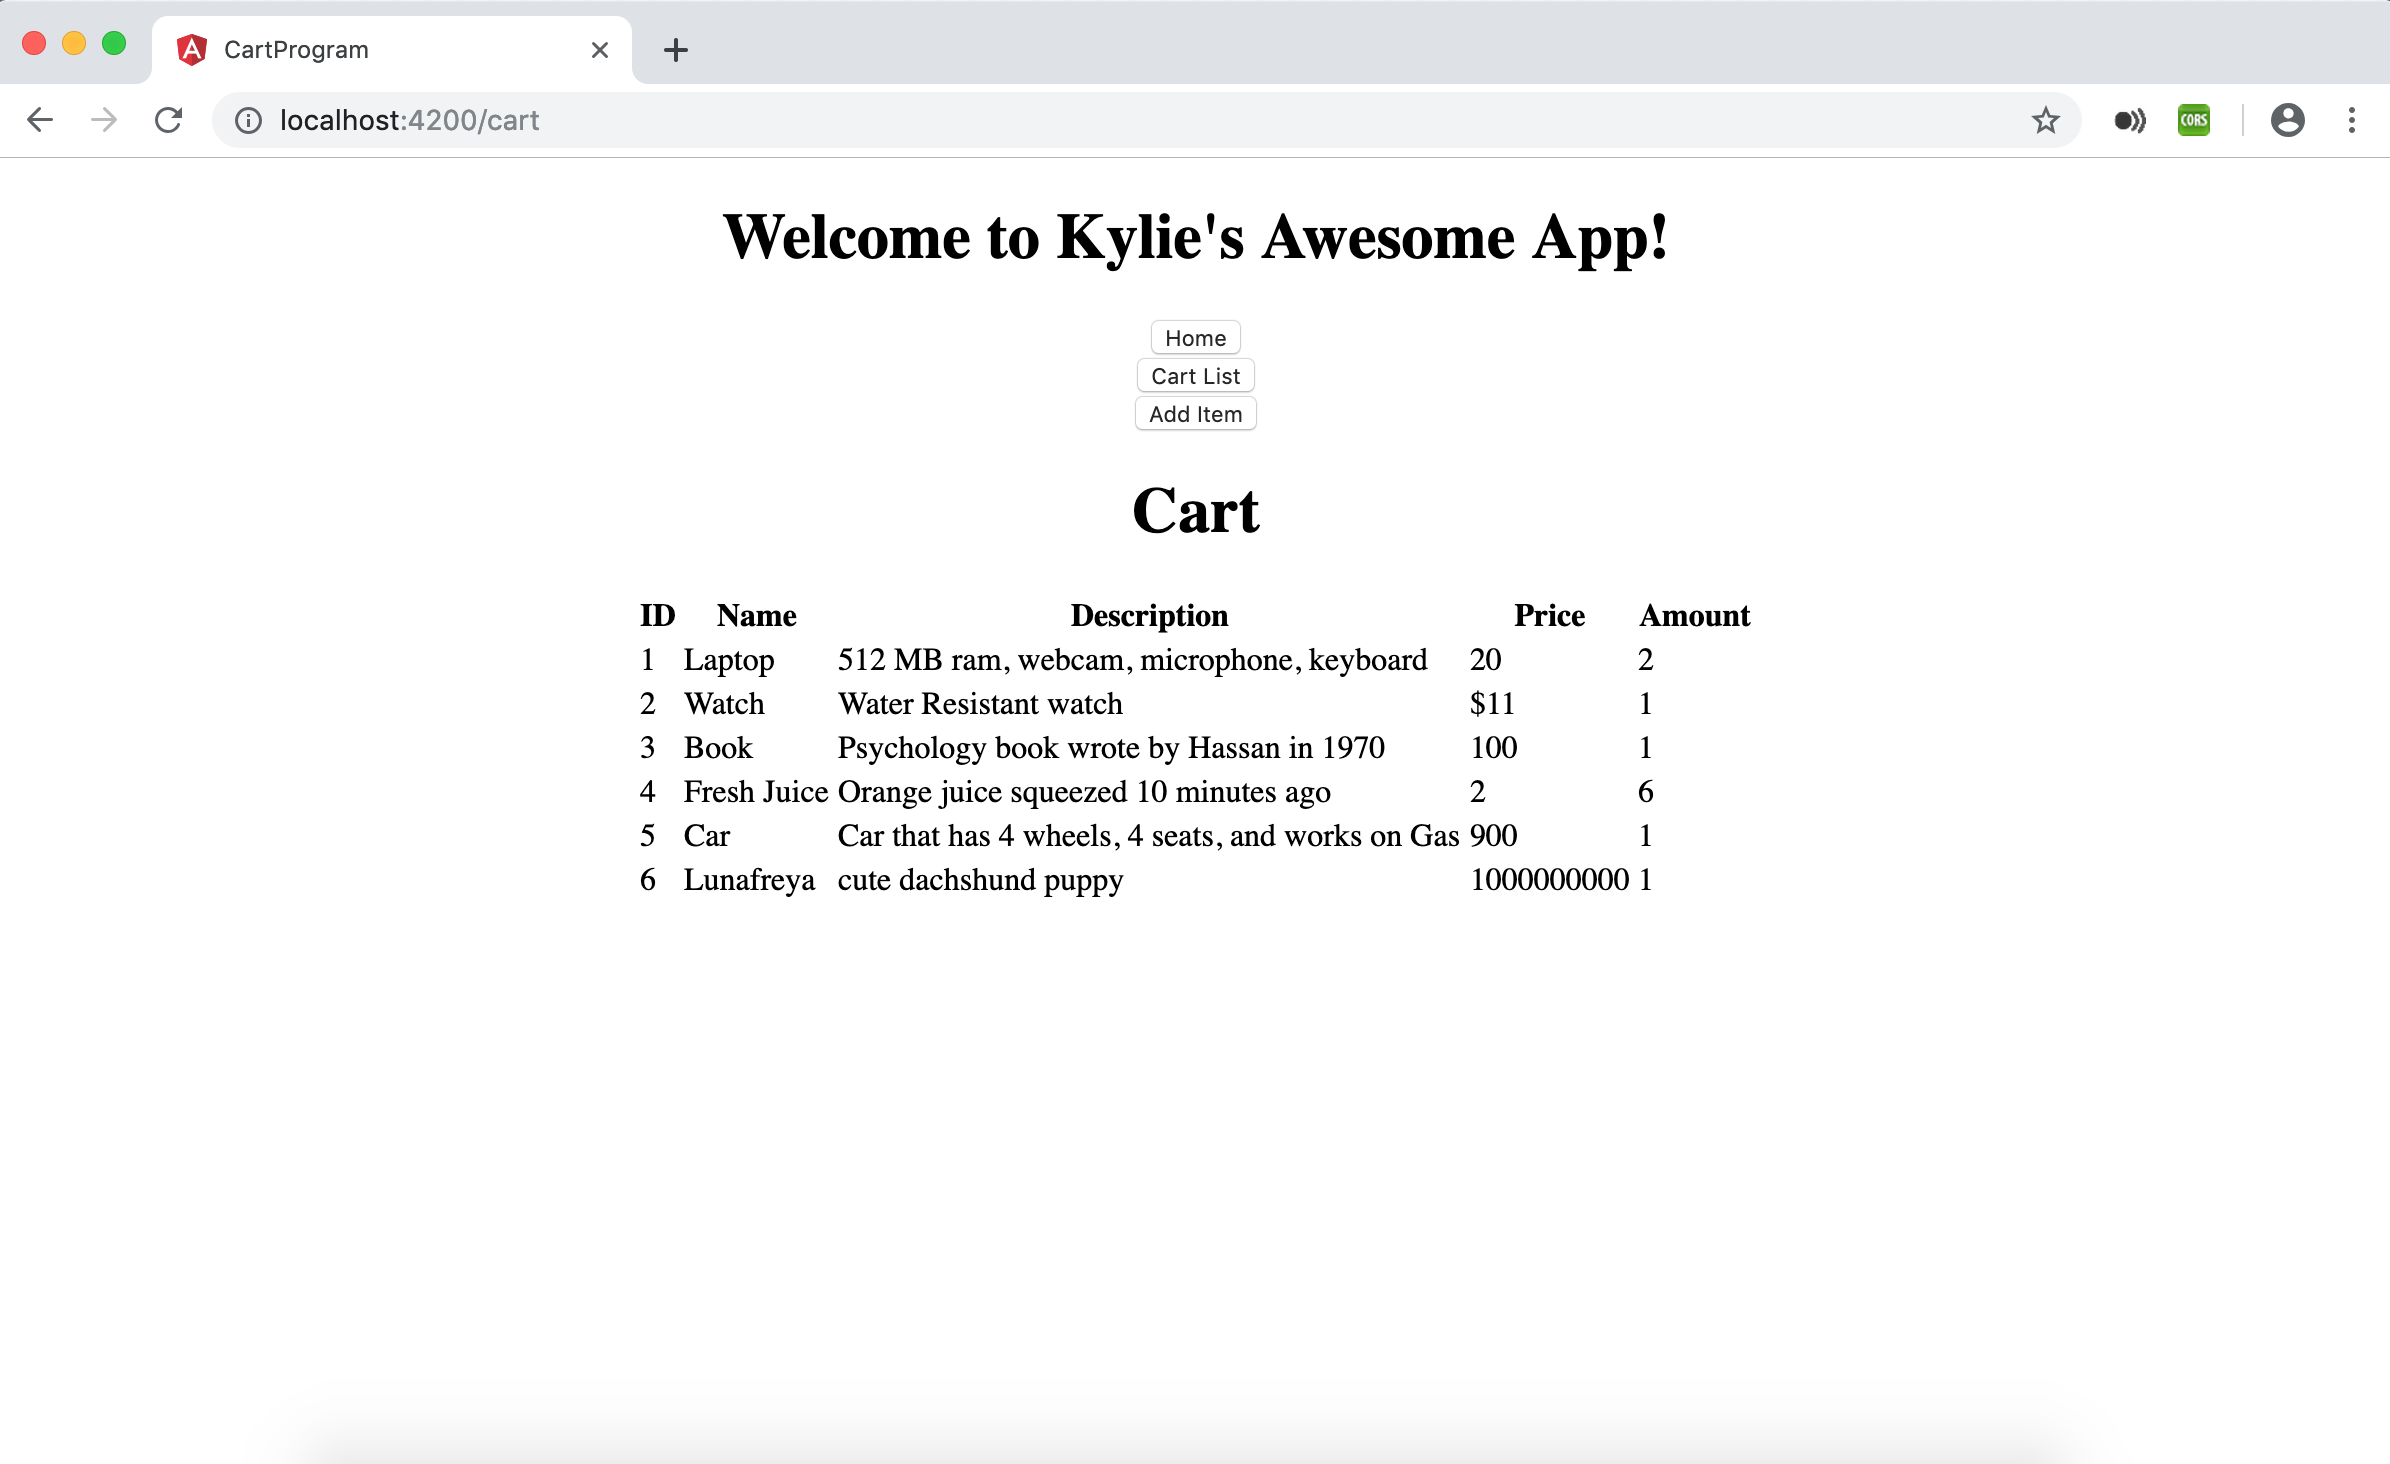 CartProgram
localhost:4200/cart
CORS
Welcome to Kylie's Awesome App!
Home
Cart List
Add Item
Cart
ID Name Description Price Amount
1 Laptop 512 MB ram, webcam, microphone, keyboard 20 2
2 Watch Water Resistant watch $11 1
3 Book Psychology book wrote by Hassan in 1970 100 1
4 Fresh Juice Orange juice squeezed 10 minutes ago 2 6
5 Car Car that has 4 wheels, 4 seats, and works on Gas 900 1
6 Lunafreya cute dachshund puppy 1000000000 1